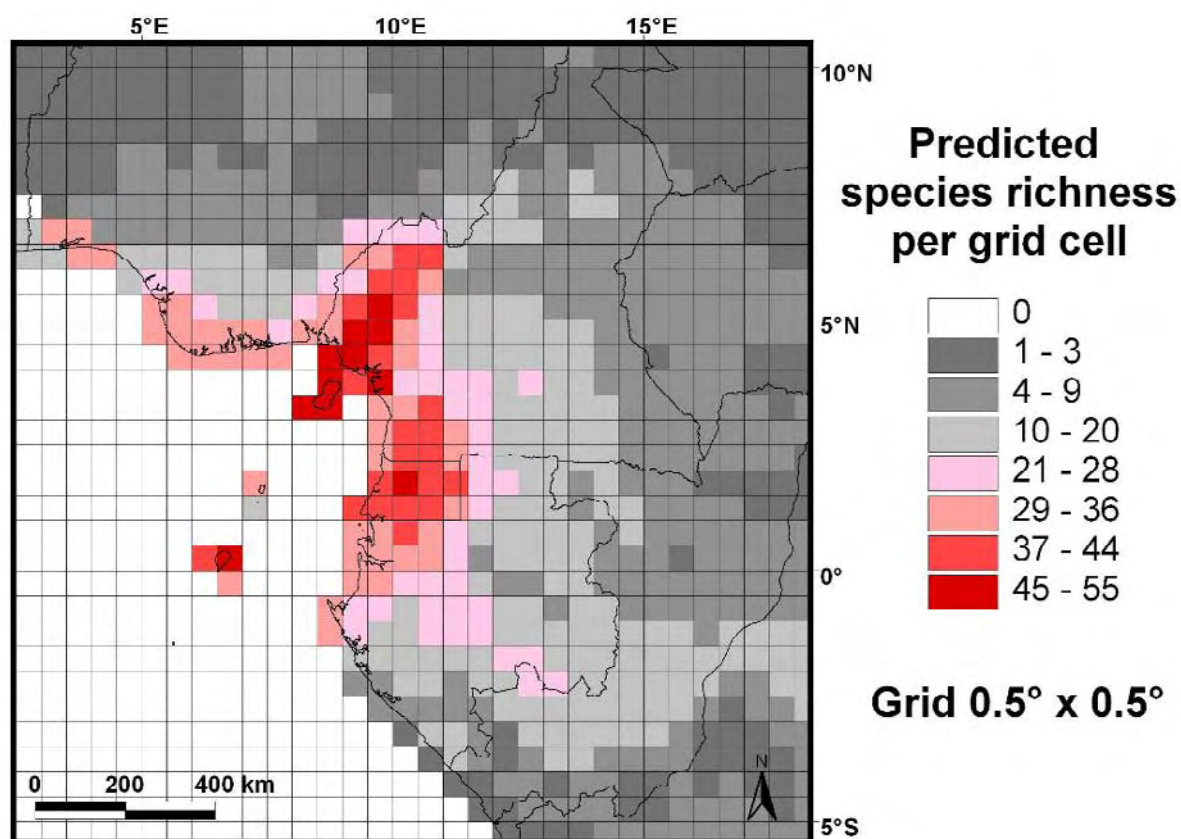 5°E 10°E 15°E
10°N
5°N
0°
5°S
Predicted
species richness
per grid cell
0
1 - 3
4 - 9
10 - 20
21 - 28
29 - 36
37 - 44
45 - 55
Grid 0.5° x 0.5°
0 200 400 km
N